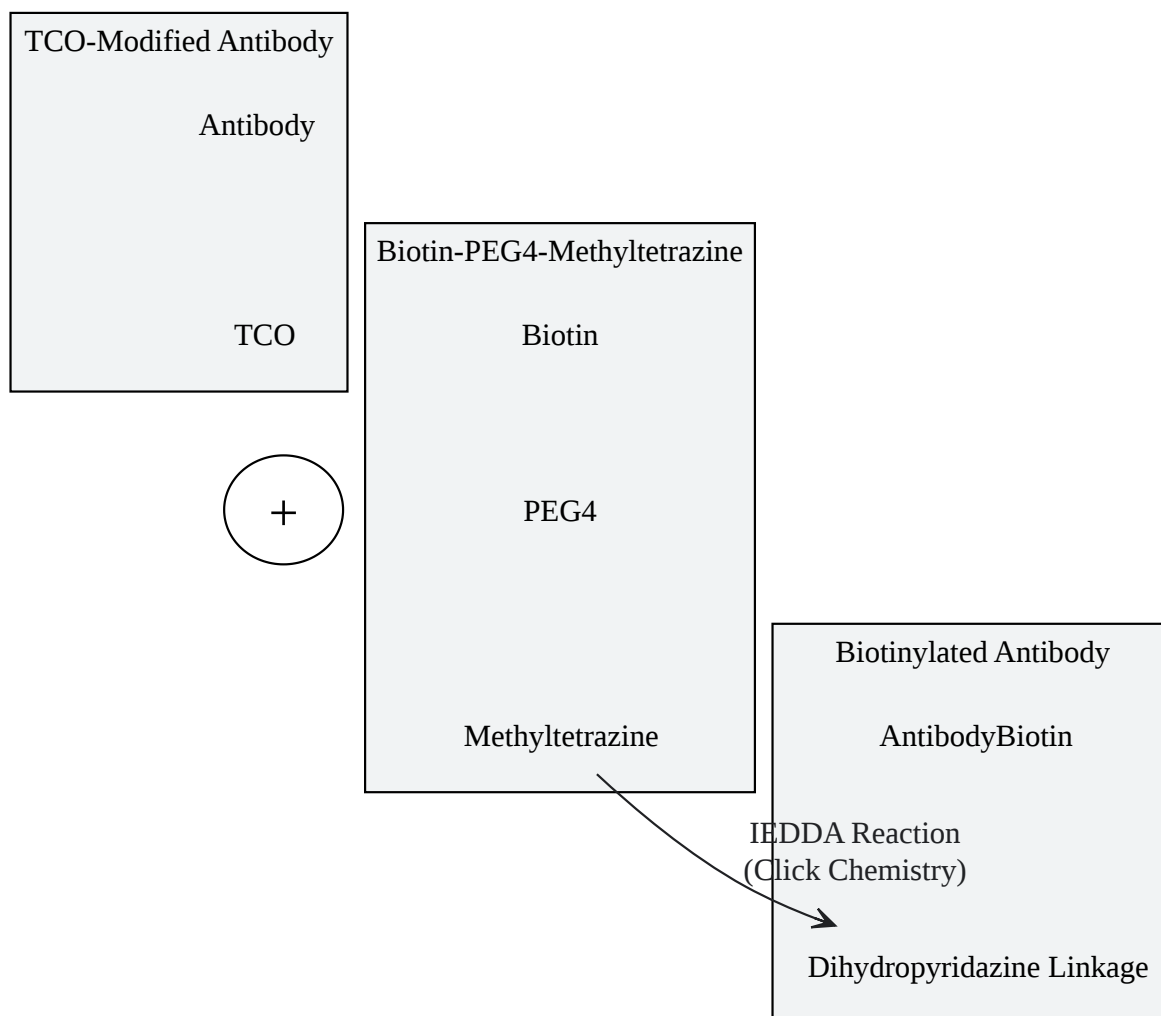 TCO-Modified Antibody
Antibody
TCO
+
Biotin-PEG4-Methyltetrazine
Biotin
PEG4
Methyltetrazine
Biotinylated Antibody
AntibodyBiotin
IEDDA Reaction
(Click Chemistry)
Dihydropyridazine Linkage